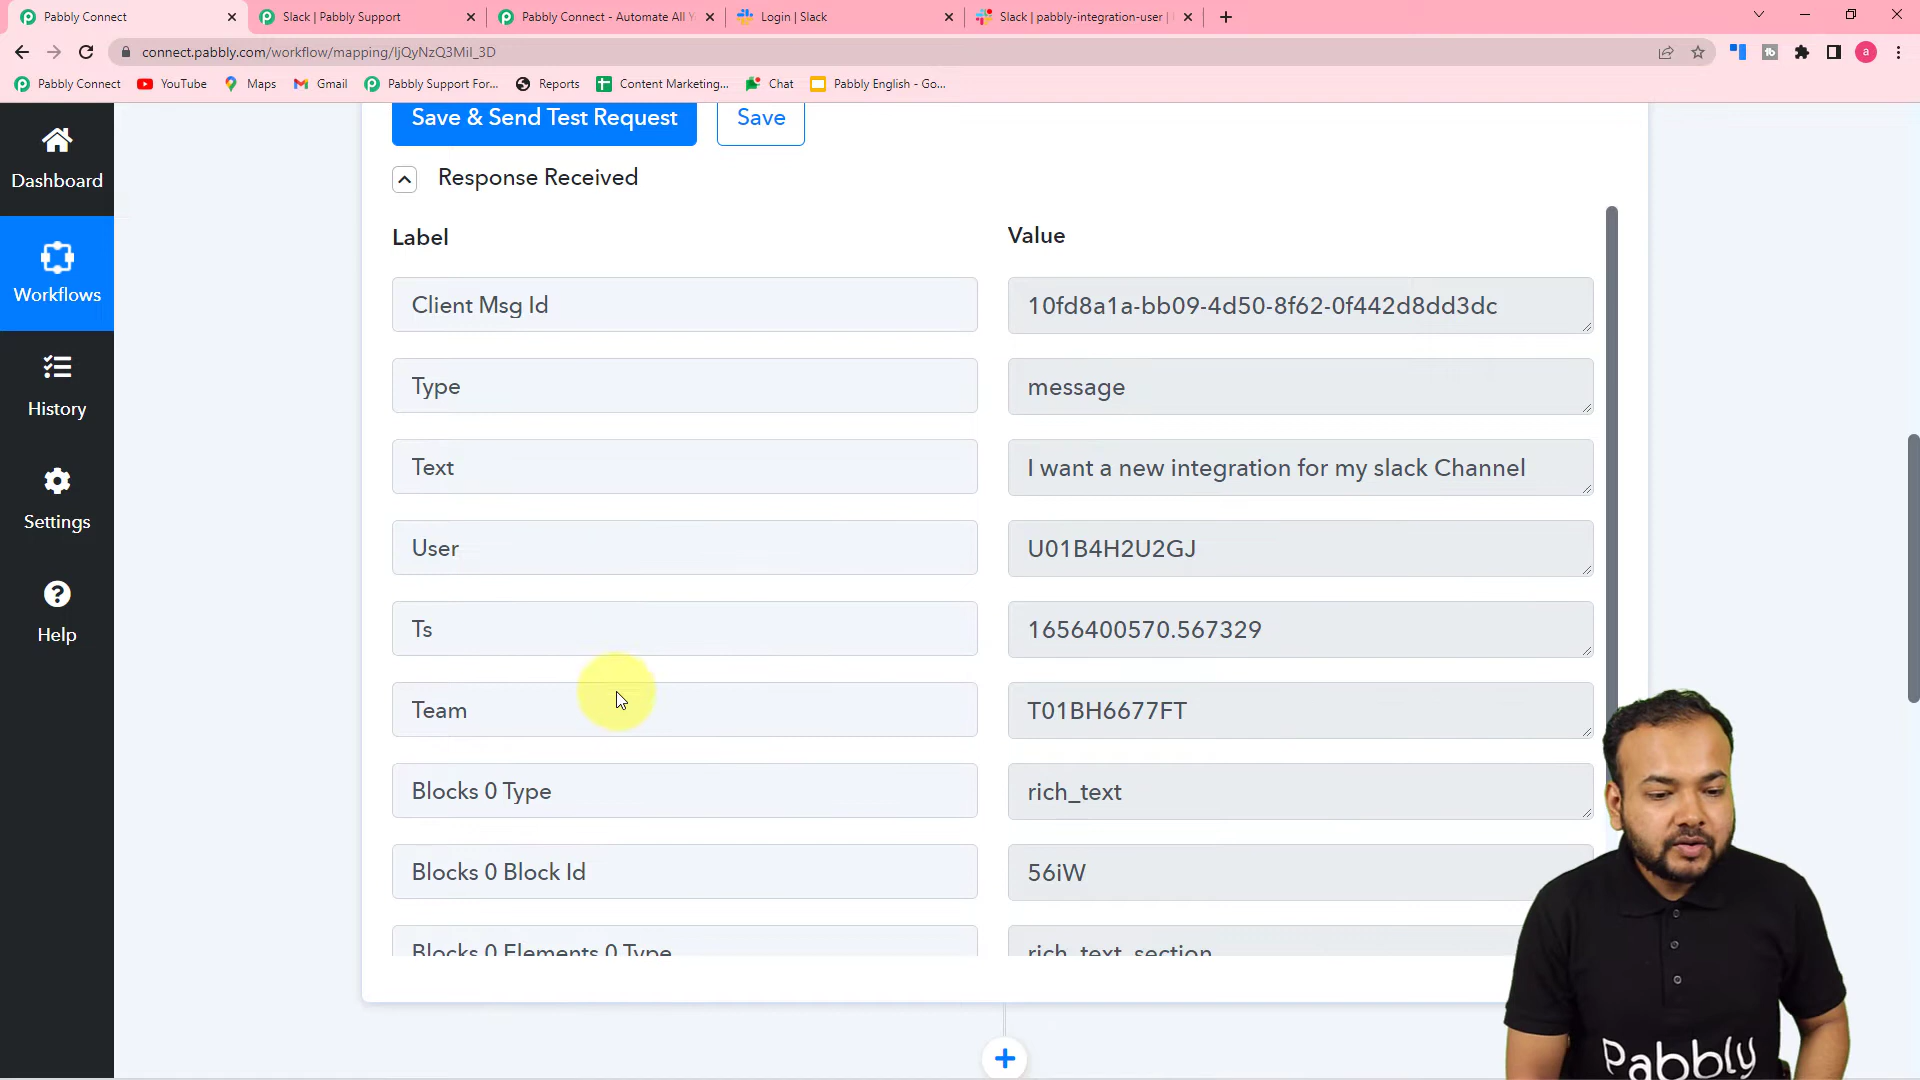 Pabbly Connect
Slack | Pabbly Support
Pabbly Connect - Automate All Y
Login | Slack
Slack | pabbly-integration-user |
connect.pabbly.com/workflow/mapping/IjQyNzQ3MiI_3D
a
Pabbly Connect
YouTube
Maps
Gmail
Pabbly Support For...
Reports
Content Marketing...
Chat
Pabbly English - Go...
Dashboard
Workflows
History
Settings
Help
Save & Send Test Request
Save
Response Received
Label
Value
Client Msg Id
10fd8a1a-bb09-4d50-8f62-0f442d8dd3dc
Type
message
Text
I want a new integration for my slack Channel
User
U01B4H2U2GJ
Ts
1656400570.567329
Team
T01BH6677FT
Blocks 0 Type
rich_text
Blocks 0 Block Id
56iW
Blocks 0 Elements 0 Type
rich_text_section
Pabbly